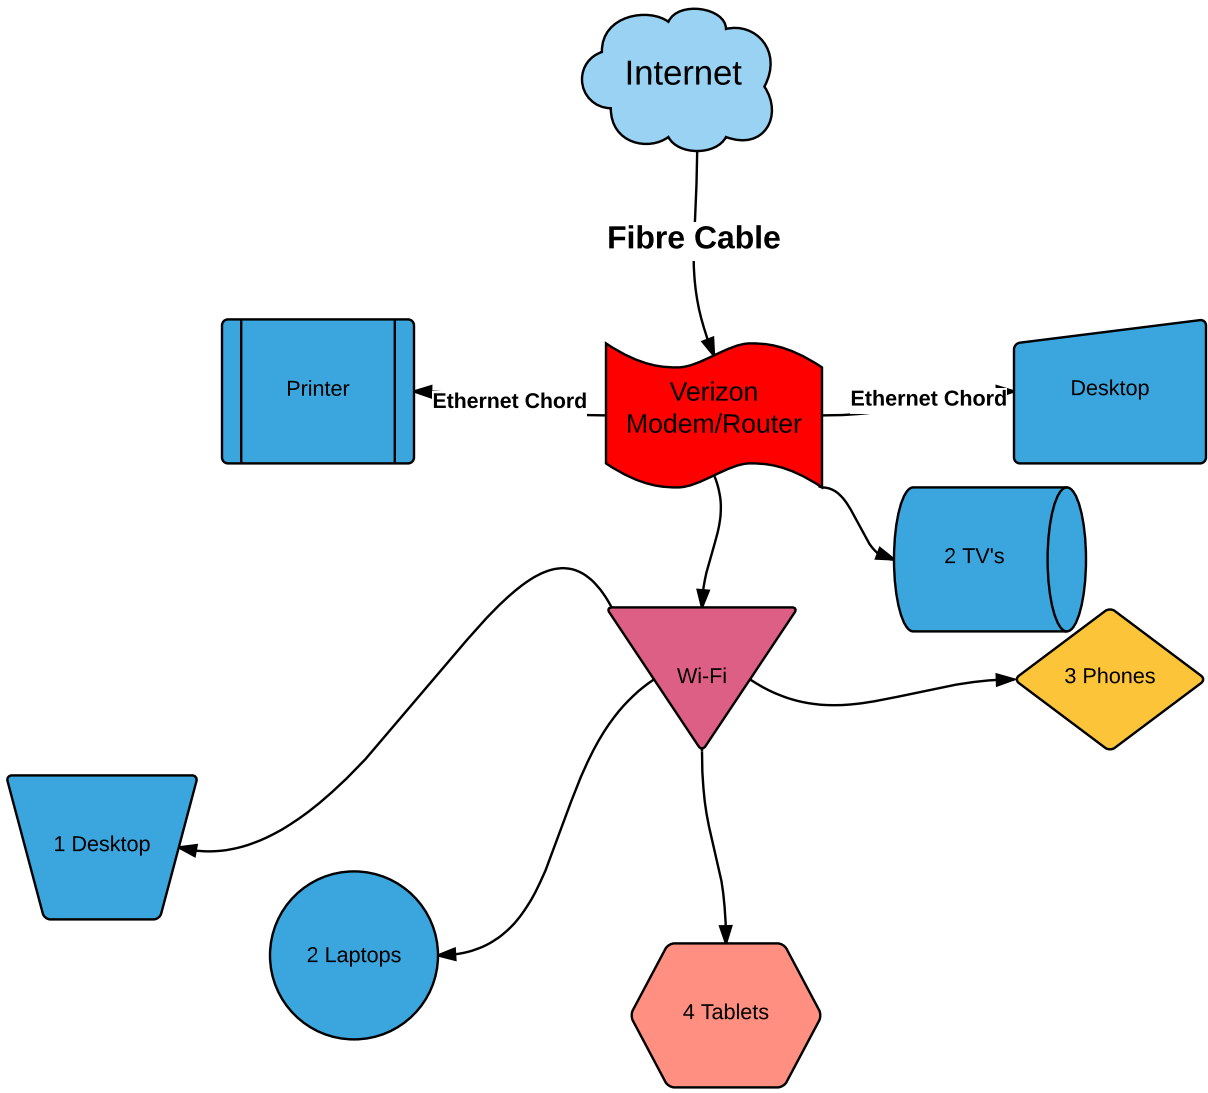 Internet
Fibre Cable
Printer
Ethernet Chord
Verizon
Modem/Router
Ethernet Chord
Desktop
2 TV's
Wi-Fi
3 Phones
1 Desktop
2 Laptops
4 Tablets